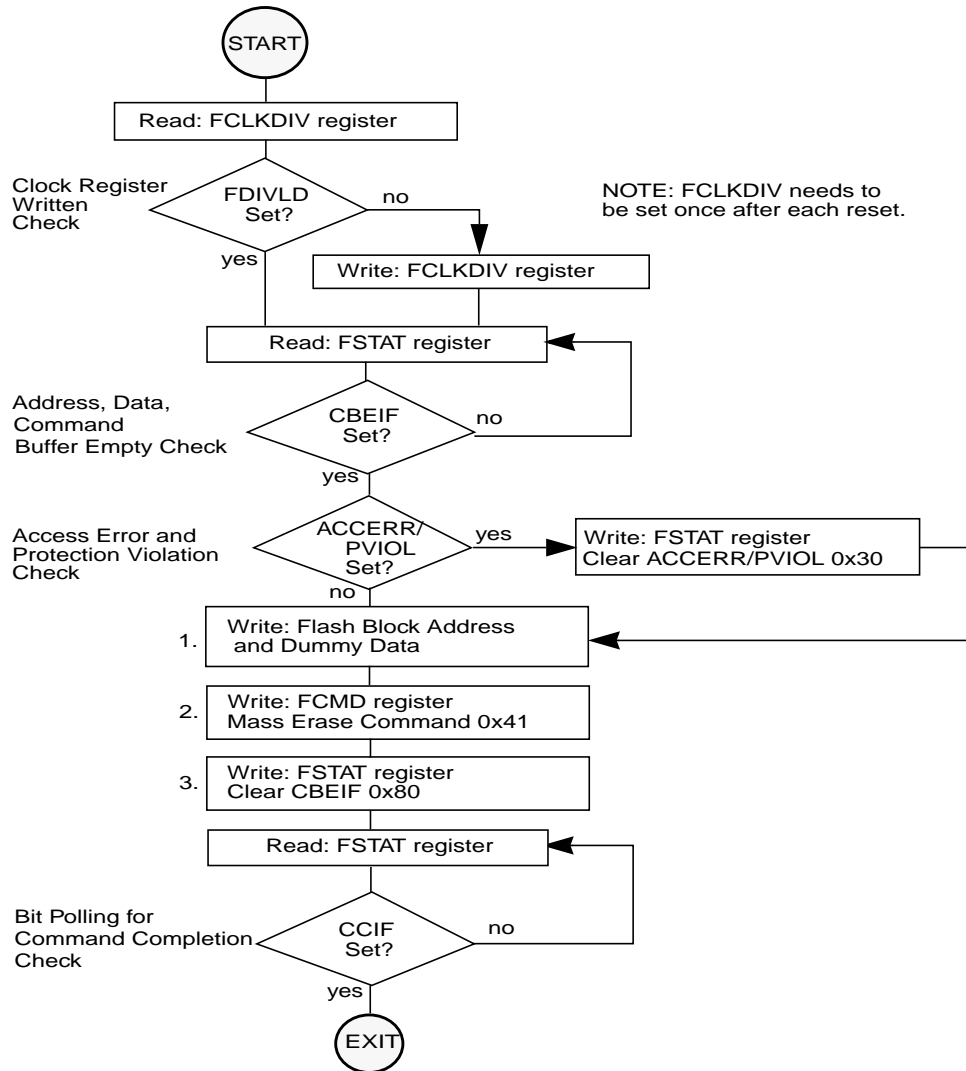 START
Read: FCLKDIV register
Clock Register
Written
Check
FDIVLD
Set?
no
yes
NOTE: FCLKDIV needs to
be set once after each reset.
Write: FCLKDIV register
Read: FSTAT register
Address, Data,
Command
Buffer Empty Check
CBEIF
Set?
no
yes
Access Error and
Protection Violation
Check
ACCERR/
PVIOL
Set?
yes
no
Write: FSTAT register
Clear ACCERR/PVIOL 0x30
1.
Write: Flash Block Address
and Dummy Data
2.
Write: FCMD register
Mass Erase Command 0x41
3.
Write: FSTAT register
Clear CBEIF 0x80
Read: FSTAT register
Bit Polling for
Command Completion
Check
CCIF
Set?
no
yes
EXIT